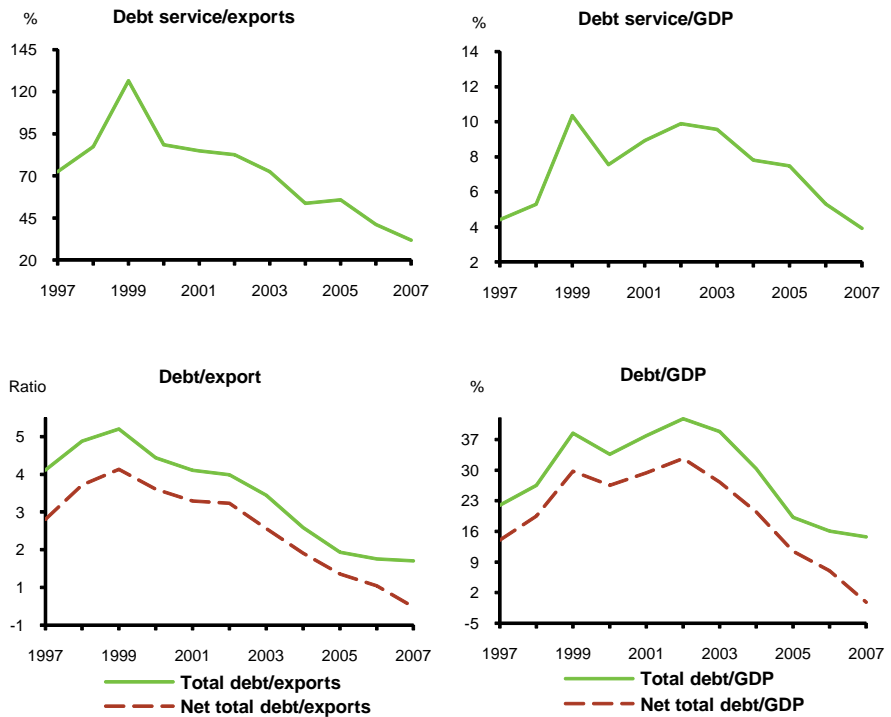 Debt service/exports
%
145
120
95
70
45
20
1997 1999 2001 2003 2005 2007
Debt service/GDP
%
14
12
10
8
6
4
2
1997 1999 2001 2003 2005 2007
Debt/export
Ratio
5
4
3
2
1
-1
1997 1999 2001 2003 2005 2007
Total debt/exports
Net total debt/exports
Debt/GDP
%
37
30
23
16
9
2
-5
1997 1999 2001 2003 2005 2007
Total debt/GDP
Net total debt/GDP